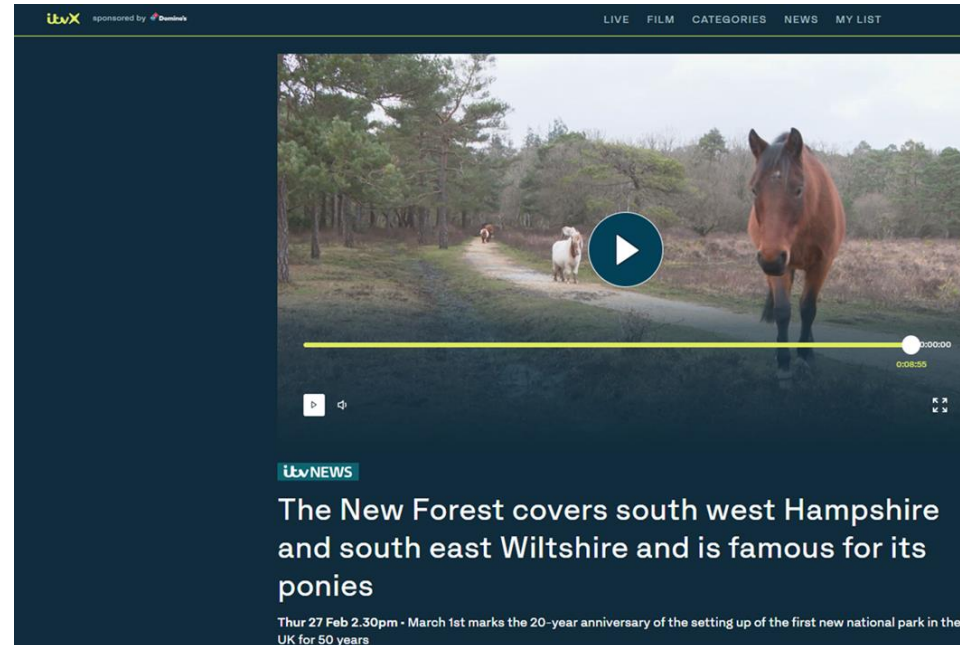 itvX sponsored by Domino's LIVE FILM CATEGORIES NEWS MY LIST
0:00:00
0:08:55
itv NEWS
The New Forest covers south west Hampshire
and south east Wiltshire and is famous for its
ponies
Thur 27 Feb 2.30pm - March 1st marks the 20-year anniversary of the setting up of the first new national park in the
UK for 50 years